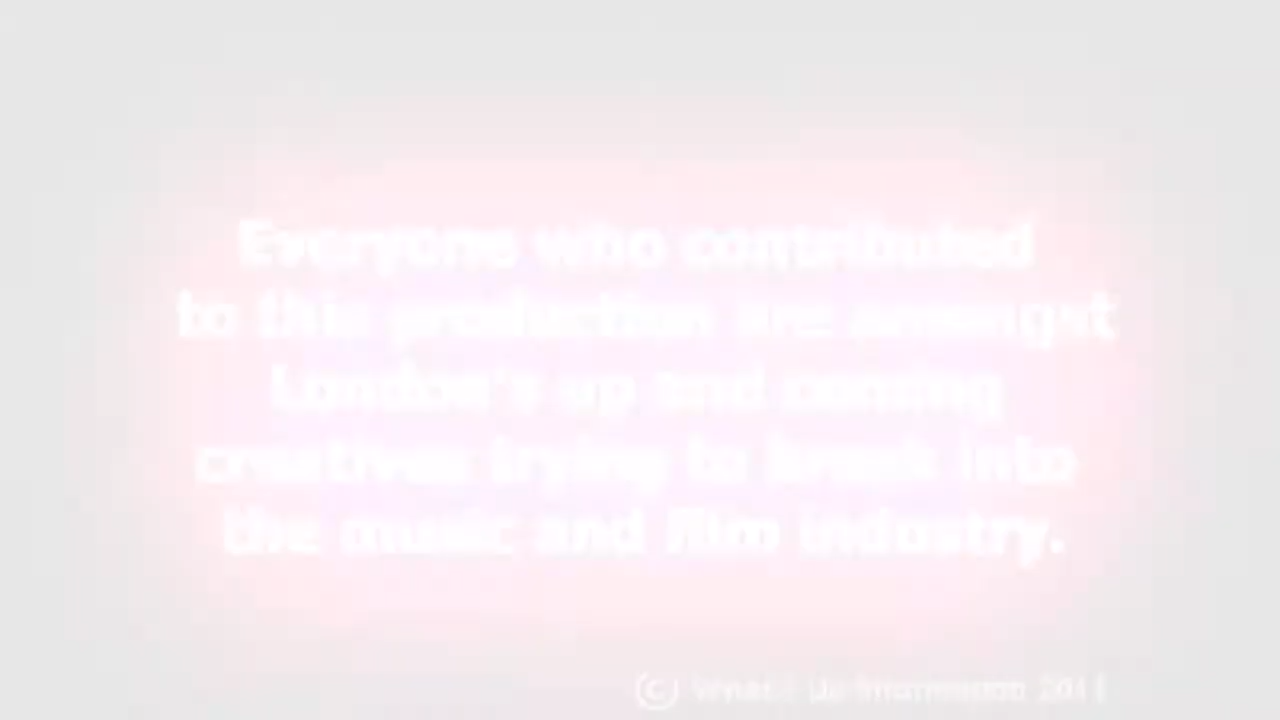 Everyone who contributed
to this production are amongst
London's up and coming
creatives trying to break into
the music and film industry.
© 2011